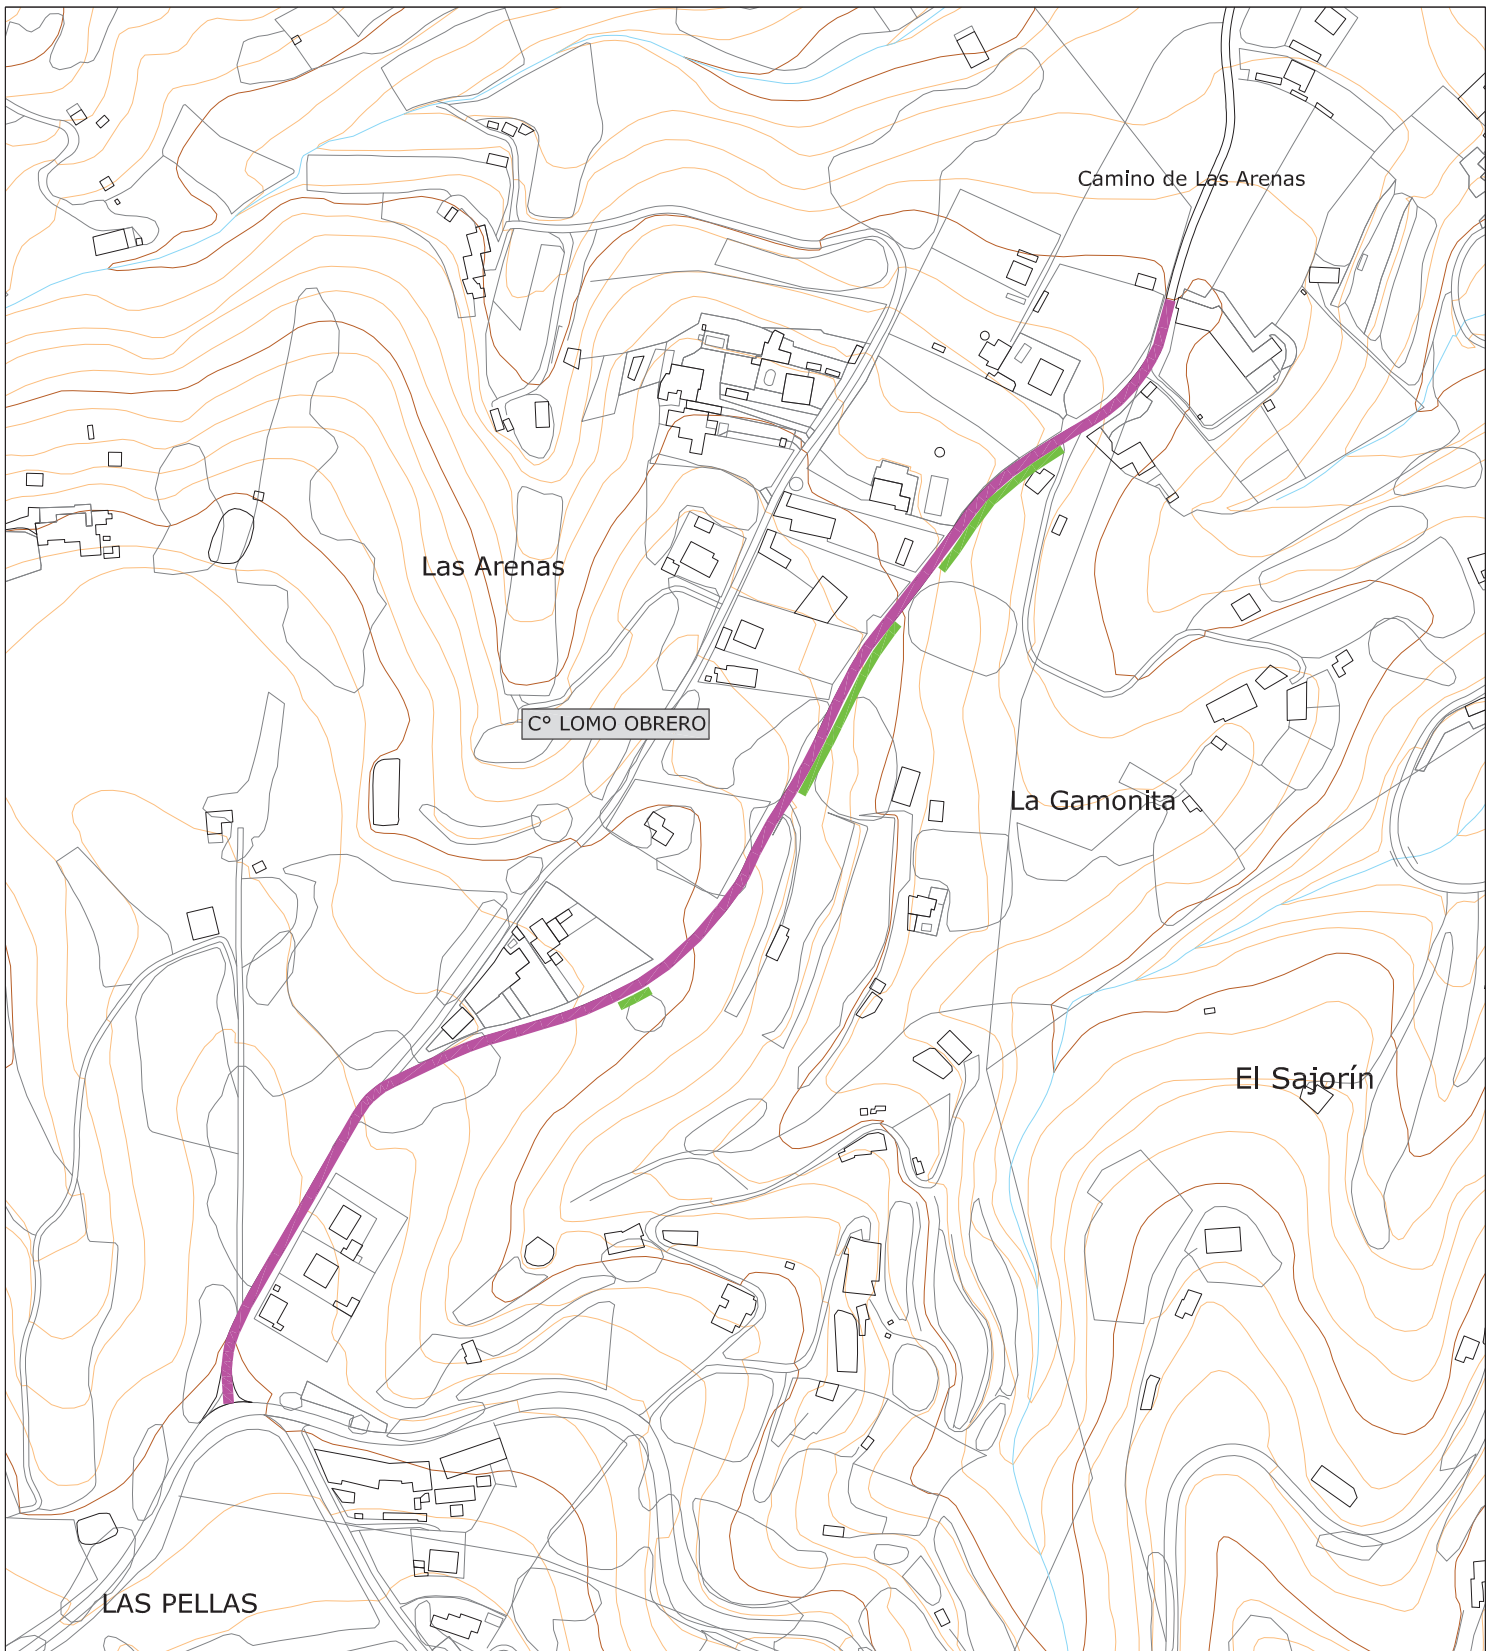 Camino de Las Arenas
Las Arenas
C° LOMO OBRERO
La Gamonita
El Sajorín
LAS PELLAS